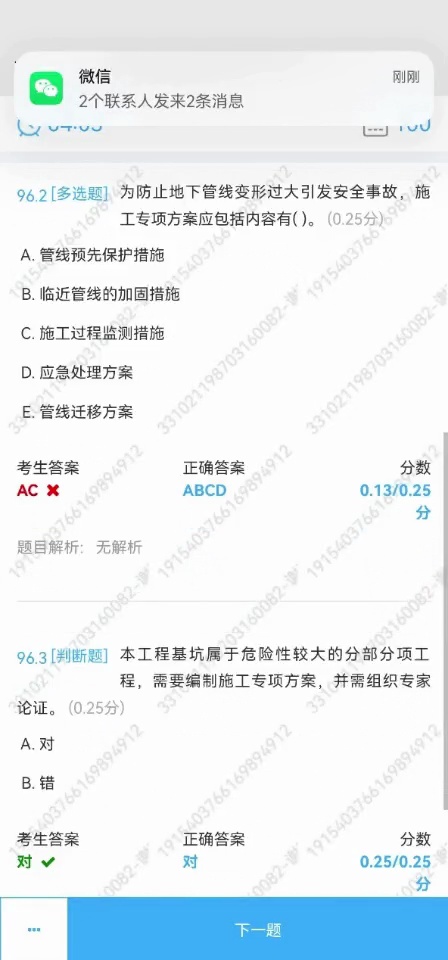 微信
刚刚
2个联系人发来2条消息
96.2 [多选题] 为防止地下管线变形过大引发安全事故，施
工专项方案应包括内容有( )。(0.25分)
A. 管线预先保护措施
B. 临近管线的加固措施
C. 施工过程监测措施
D. 应急处理方案
E. 管线迁移方案
考生答案 正确答案 分数
AC ABCD 0.13/0.25
分
题目解析： 无解析
96.3 [判断题] 本工程基坑属于危险性较大的分部分项工
程，需要编制施工专项方案，并需组织专家
论证。(0.25分)
A. 对
B. 错
考生答案 正确答案 分数
对 对 0.25/0.25
分
下一题